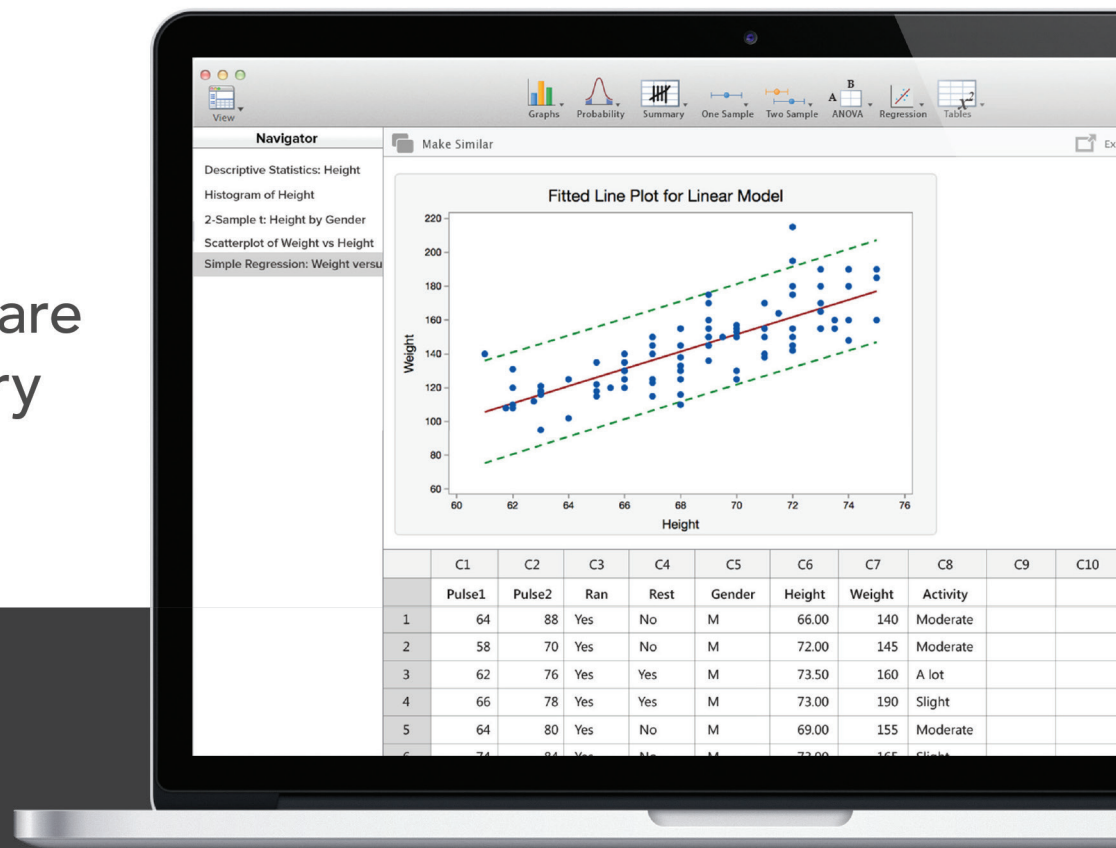 are
ry
View
Graphs Probability Summary One Sample Two Sample ANOVA Regression Tables
A B
x²
Navigator
Descriptive Statistics: Height
Histogram of Height
2-Sample t: Height by Gender
Scatterplot of Weight vs Height
Simple Regression: Weight versu
Make Similar
Ex
Fitted Line Plot for Linear Model
220
200
180
160
140
120
100
80
60
Weight
60 62 64 66 68 70 72 74 76
Height
C1 C2 C3 C4 C5 C6 C7 C8 C9 C10
Pulse1 Pulse2 Ran Rest Gender Height Weight Activity
1 64 88 Yes No M 66.00 140 Moderate
2 58 70 Yes No M 72.00 145 Moderate
3 62 76 Yes Yes M 73.50 160 A lot
4 66 78 Yes Yes M 73.00 190 Slight
5 64 80 Yes No M 69.00 155 Moderate